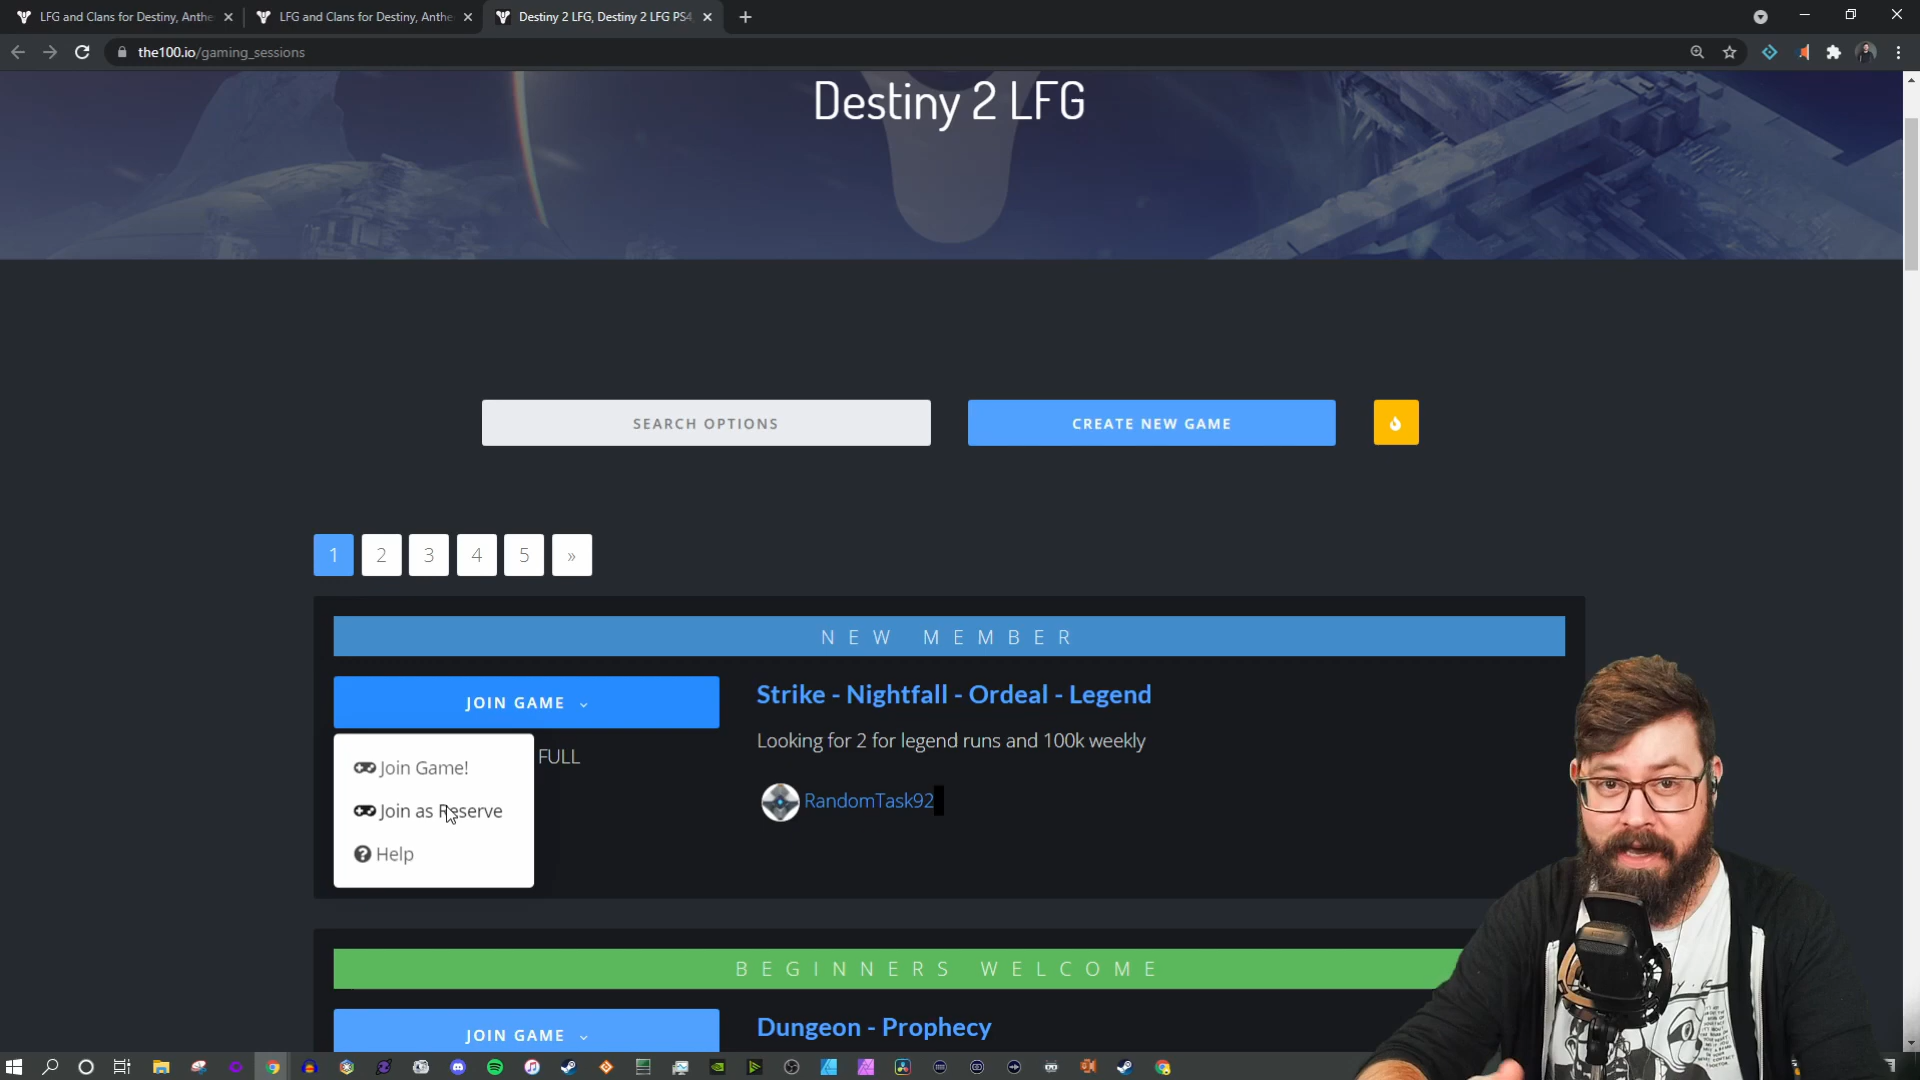 LFG and Clans for Destiny, Anthe
LFG and Clans for Destiny, Anthe
Destiny 2 LFG, Destiny 2 LFG PS4
the100.io/gaming_sessions
Destiny 2 LFG
SEARCH OPTIONS
CREATE NEW GAME
1 2 3 4 5 »
NEW MEMBER
JOIN GAME
Strike - Nightfall - Ordeal - Legend
Join Game!
FULL
Looking for 2 for legend runs and 100k weekly
Join as Reserve
RandomTask92
Help
BEGINNERS WELCOME
JOIN GAME
Dungeon - Prophecy